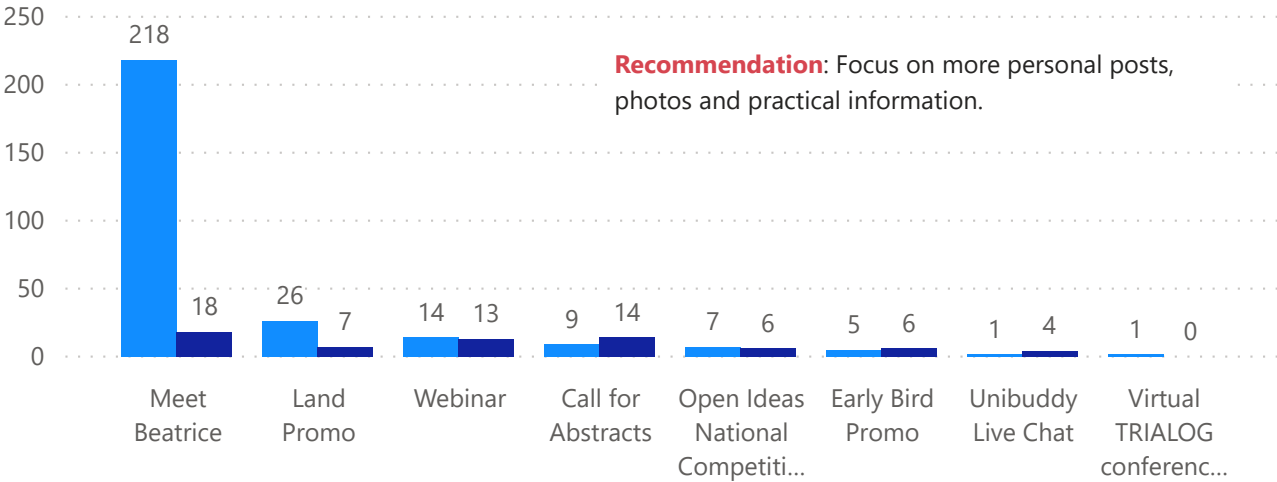 250
218
Recommendation: Focus on more personal posts,
photos and practical information.
200
150
100
50
0
18
26
7
14
13
9
14
7
6
5
6
1
4
1
0
Meet
Beatrice
Land
Promo
Webinar
Call for
Abstracts
Open Ideas
National
Competiti...
Early Bird
Promo
Unibuddy
Live Chat
Virtual
TRIALOG
conferenc...